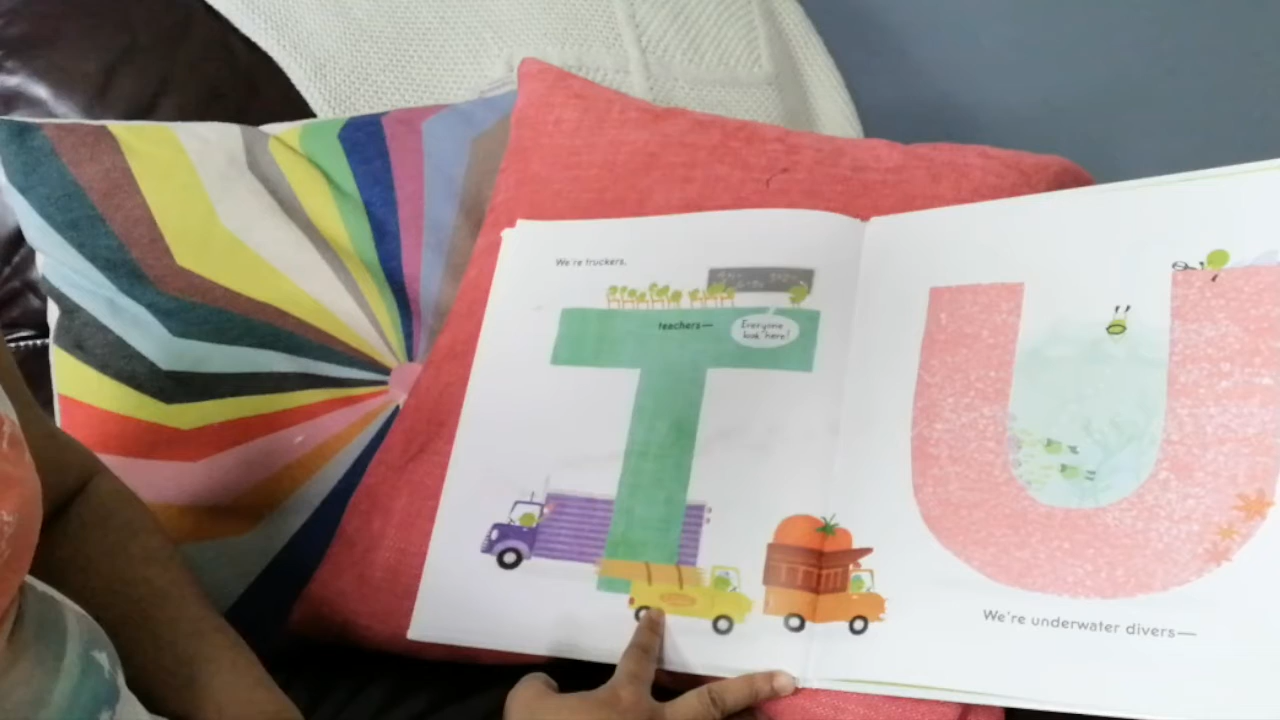 We're truckers,
teachers—
Everyone
look here!
We're underwater divers—